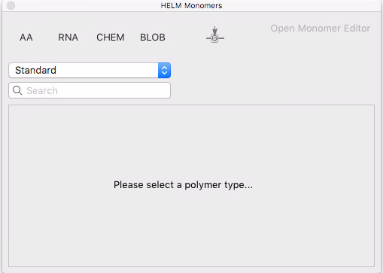 HELM Monomers
AA RNA CHEM BLOB
Open Monomer Editor
Standard
Search
Please select a polymer type...